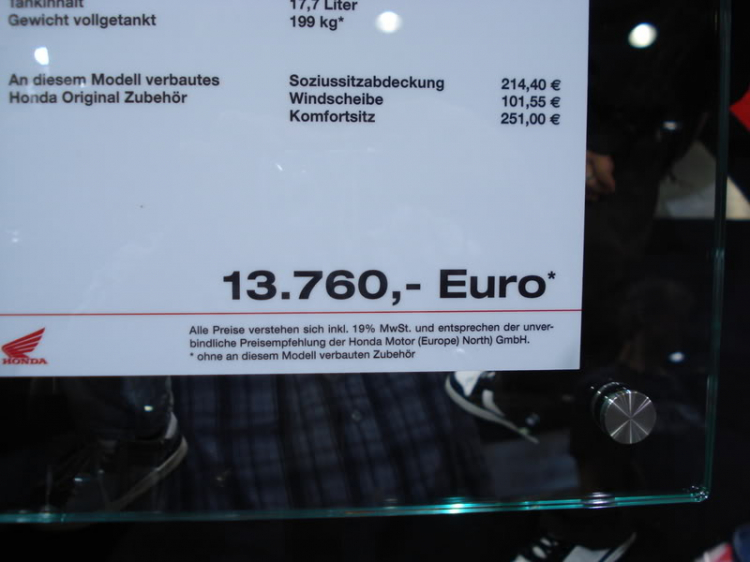 Tankinhalt 17,7 Liter
Gewicht vollgetankt 199 kg*
An diesem Modell verbautes Soziussitzabdeckung 214,40 €
Honda Original Zubehör Windscheibe 101,55 €
Komfortsitz 251,00 €
13.760,- Euro*
Alle Preise verstehen sich inkl. 19% MwSt. und entsprechen der unver-
bindliche Preisempfehlung der Honda Motor (Europe) North) GmbH.
* ohne an diesem Modell verbauten Zubehör
HONDA